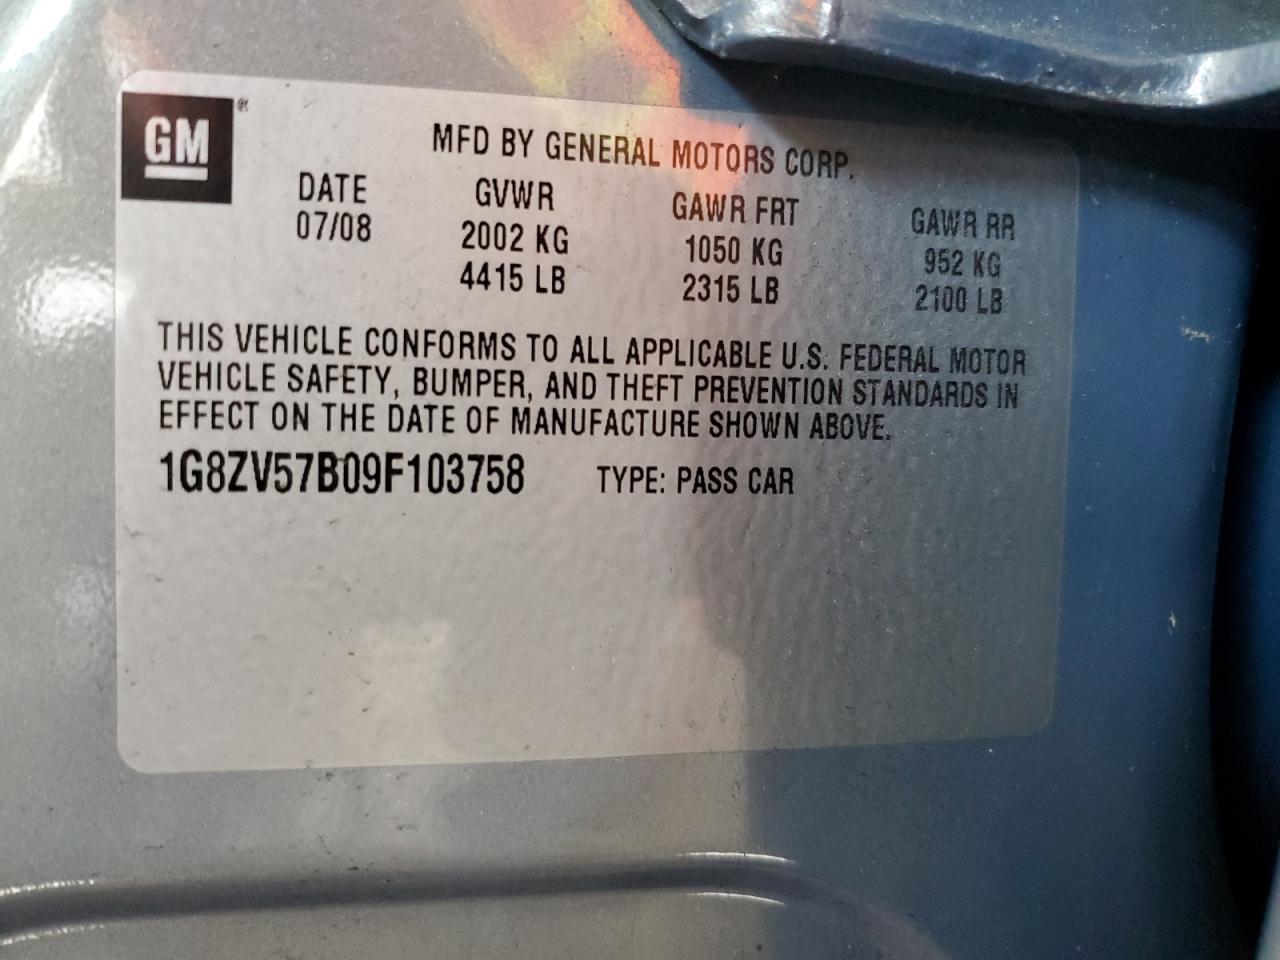 GM ®
MFD BY GENERAL MOTORS CORP.
DATE GVWR GAWR FRT GAWR RR
07/08 2002 KG 1050 KG 952 KG
4415 LB 2315 LB 2100 LB
THIS VEHICLE CONFORMS TO ALL APPLICABLE U.S. FEDERAL MOTOR
VEHICLE SAFETY, BUMPER, AND THEFT PREVENTION STANDARDS IN
EFFECT ON THE DATE OF MANUFACTURE SHOWN ABOVE.
1G8ZV57B09F103758 TYPE: PASS CAR